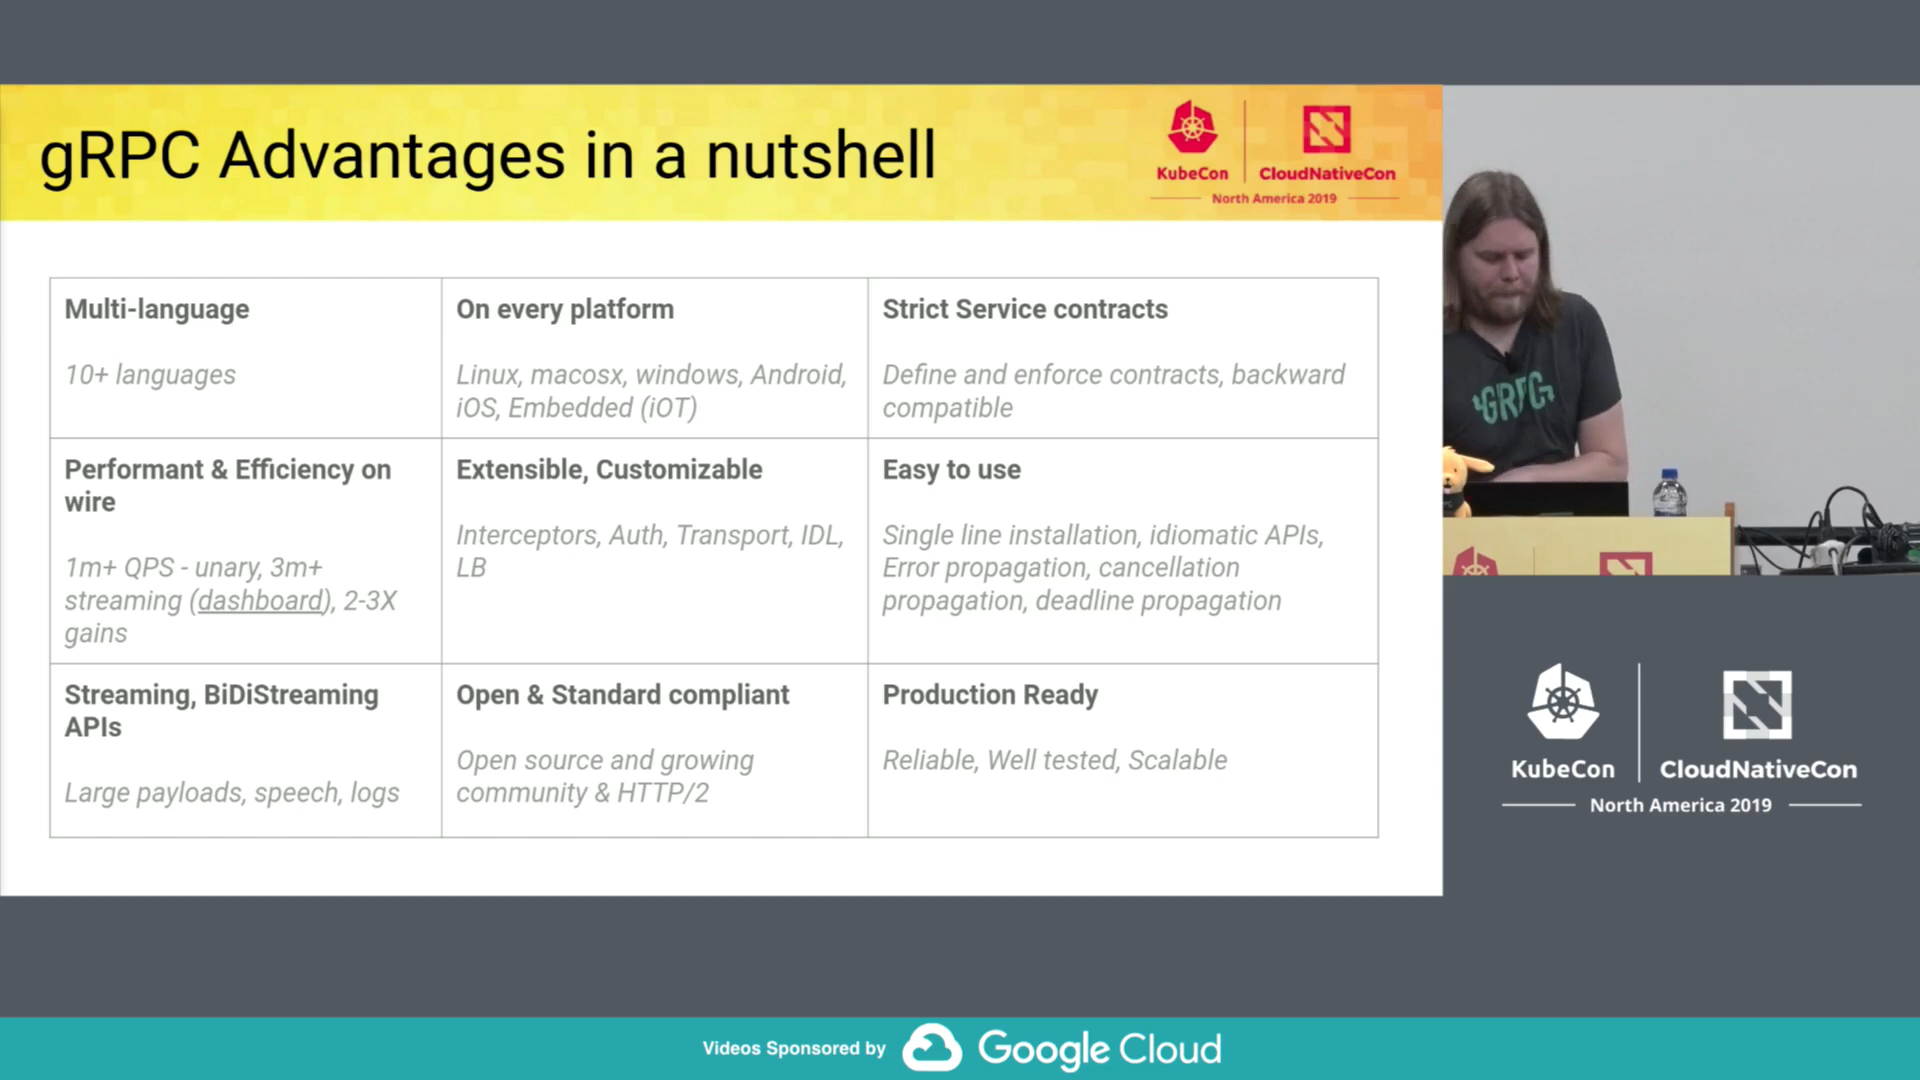 gRPC Advantages in a nutshell
KubeCon
CloudNativeCon
North America 2019
Multi-language
10+ languages
On every platform
Linux, macosx, windows, Android,
iOS, Embedded (iOT)
Strict Service contracts
Define and enforce contracts, backward
compatible
Performant & Efficiency on
wire
1m+ QPS - unary, 3m+
streaming (dashboard), 2-3X
gains
Extensible, Customizable
Interceptors, Auth, Transport, IDL,
LB
Easy to use
Single line installation, idiomatic APIs,
Error propagation, cancellation
propagation, deadline propagation
Streaming, BiDiStreaming
APIs
Large payloads, speech, logs
Open & Standard compliant
Open source and growing
community & HTTP/2
Production Ready
Reliable, Well tested, Scalable
GRPC
KubeCon
CloudNativeCon
North America 2019
Videos Sponsored by
Google Cloud